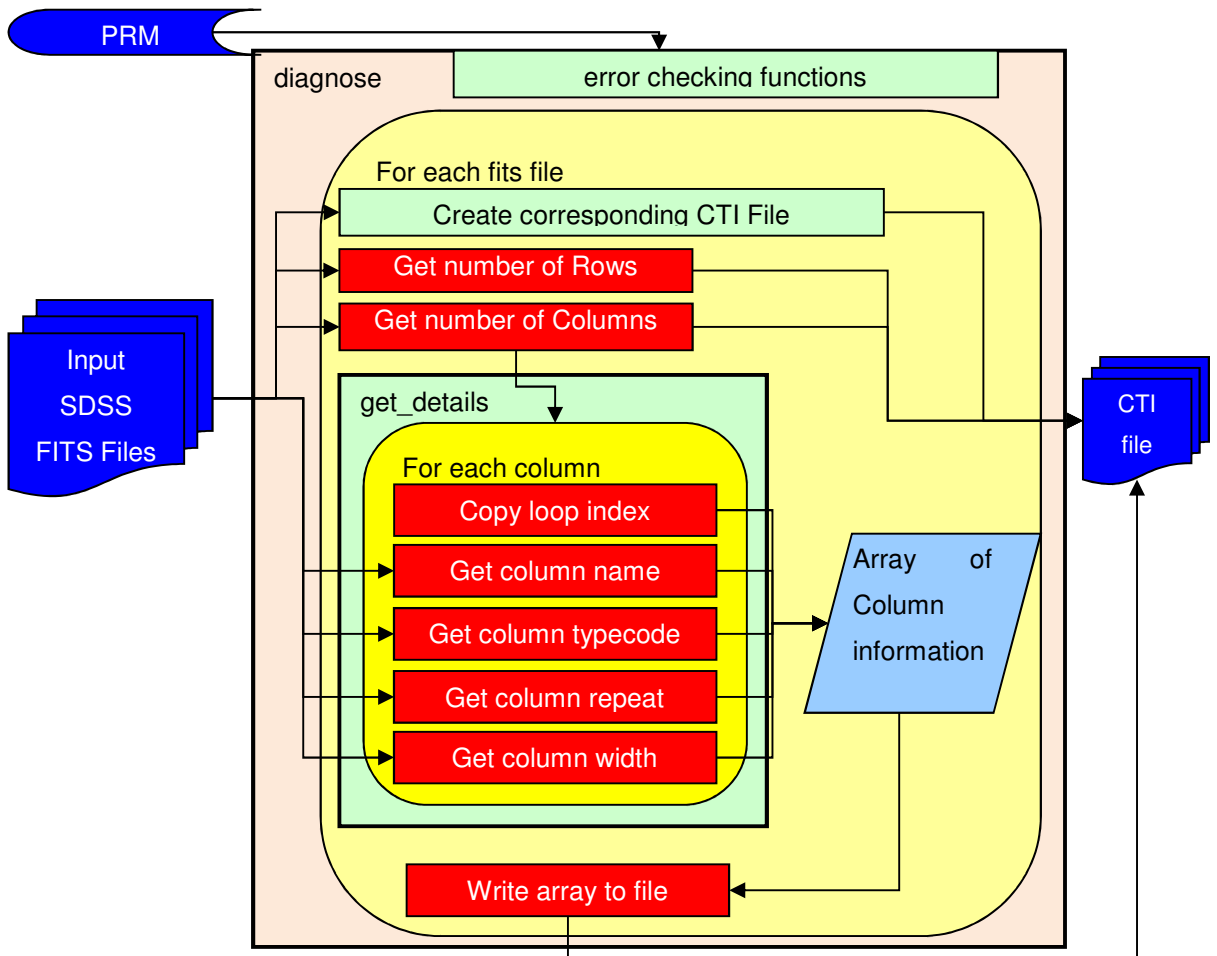 PRM
diagnose
error checking functions
For each fits file
Create corresponding CTI File
Get number of Rows
Get number of Columns
Input
SDSS
FITS Files
get_details
For each column
Copy loop index
Get column name
Get column typecode
Get column repeat
Get column width
Array of
Column
information
CTI
file
Write array to file